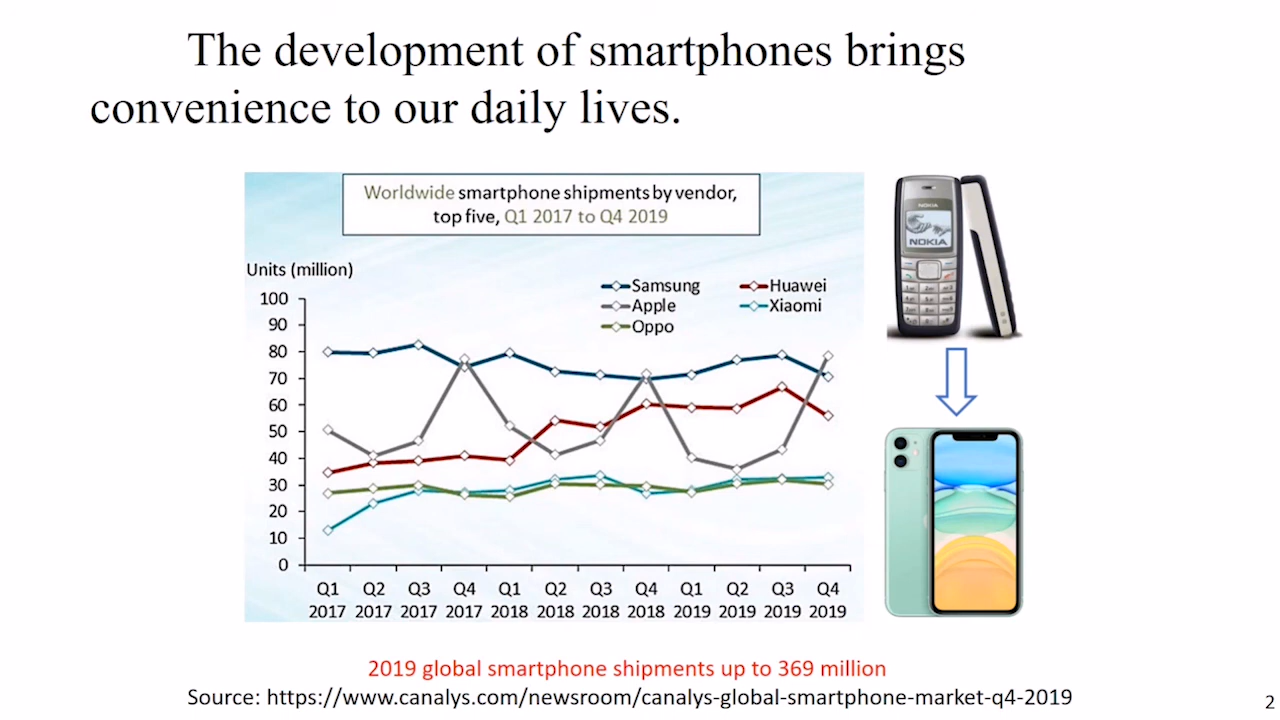 The development of smartphones brings
convenience to our daily lives.
Worldwide smartphone shipments by vendor,
top five, Q1 2017 to Q4 2019
Units (million)
Samsung
Huawei
Apple
Xiaomi
Oppo
100
90
80
70
60
50
40
30
20
10
0
Q1 Q2 Q3 Q4 Q1 Q2 Q3 Q4 Q1 Q2 Q3 Q4
2017 2017 2017 2017 2018 2018 2018 2018 2019 2019 2019 2019
NOKIA
NOKIA
2019 global smartphone shipments up to 369 million
Source: https://www.canalys.com/newsroom/canalys-global-smartphone-market-q4-2019
2